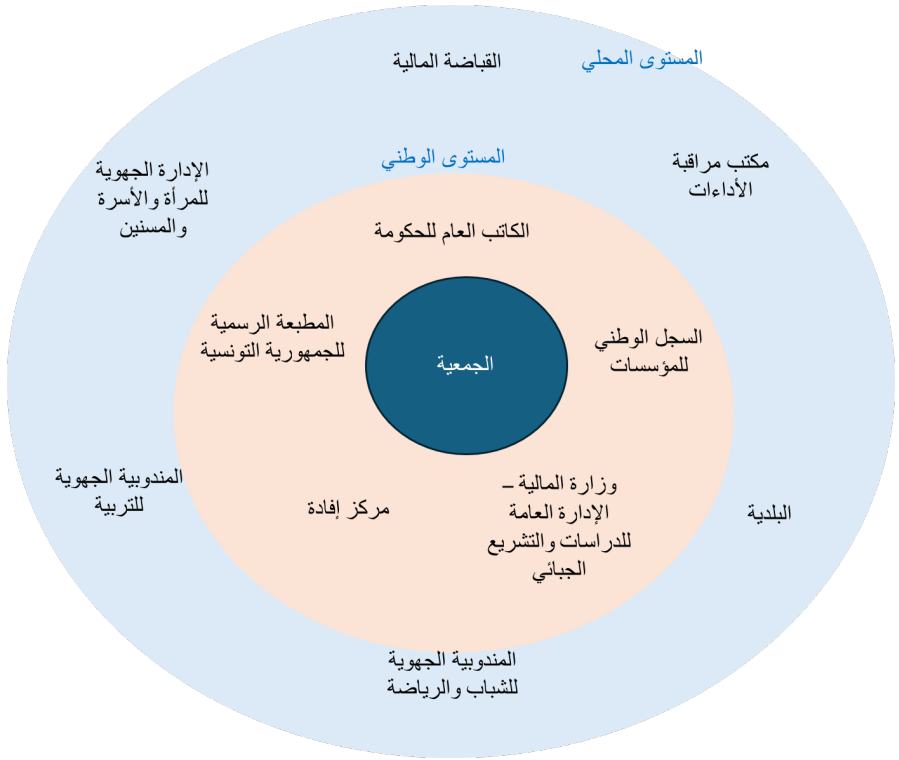 المستوى المحلي
القباضة المالية
مكتب مراقبة
الأداءات
الإدارة الجهوية
للمرأة والأسرة
والمسنين
المستوى الوطني
الكاتب العام للحكومة
السجل الوطني
للمؤسسات
المطبعة الرسمية
للجمهورية التونسية
الجمعية
وزارة المالية –
الإدارة العامة
للدراسات والتشريع
الجبائي
مركز إفادة
البلدية
المندوبية الجهوية
للتربية
المندوبية الجهوية
للشباب والرياضة